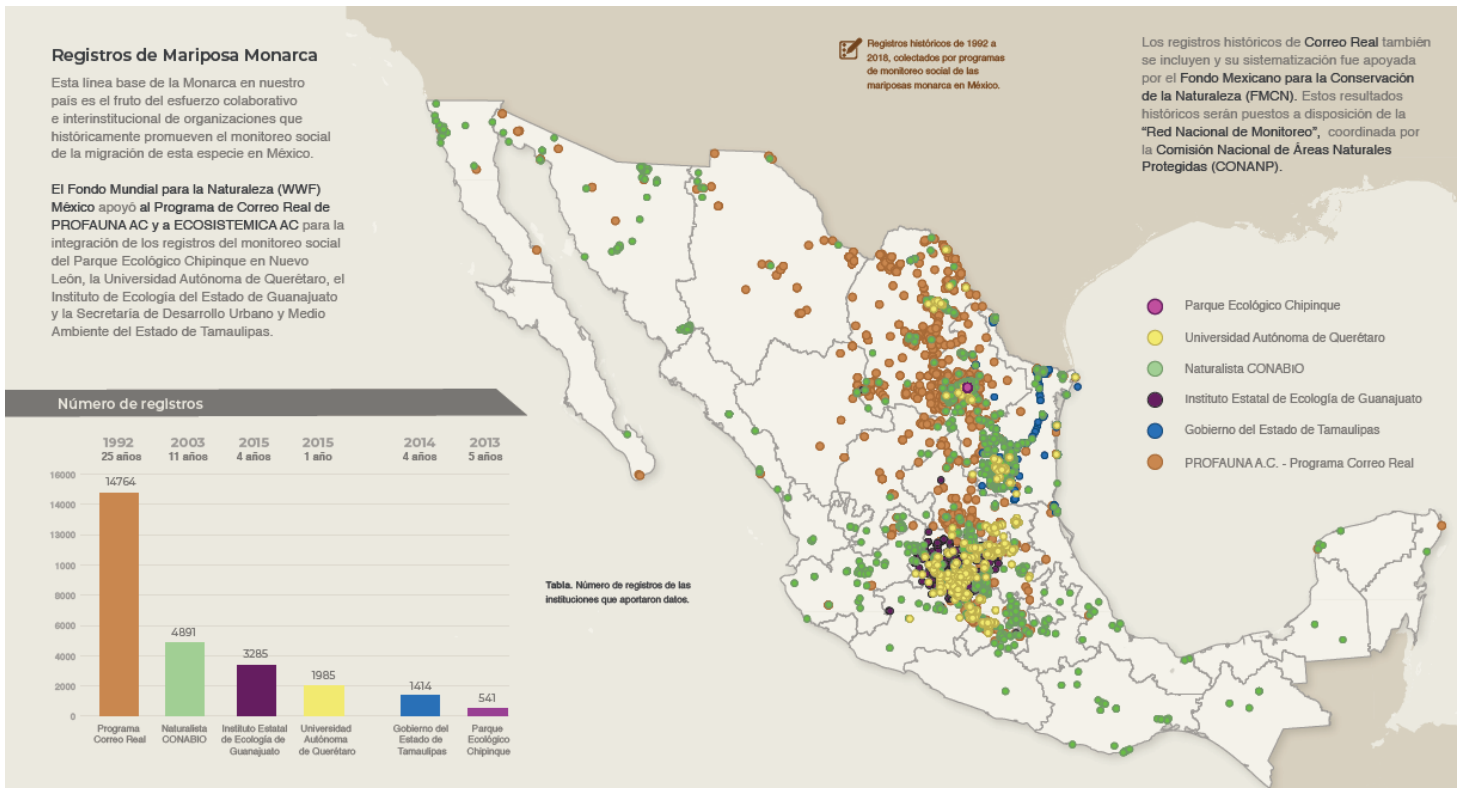 Registros de Mariposa Monarca
Esta línea base de la Monarca en nuestro
país es el fruto del esfuerzo colaborativo
e interinstitucional de organizaciones que
históricamente promueven el monitoreo social
de la migración de esta especie en México.
El Fondo Mundial para la Naturaleza (WWF)
México apoyó al Programa de Correo Real de
PROFAUNA AC y a ECOSISTEMICA AC para la
integración de los registros del monitoreo social
del Parque Ecológico Chipinque en Nuevo
León, la Universidad Autónoma de Querétaro, el
Instituto de Ecología del Estado de Guanajuato
y la Secretaría de Desarrollo Urbano y Medio
Ambiente del Estado de Tamaulipas.
Registros históricos de 1992 a
2018, colectados por programas
de monitoreo social de las
mariposas monarca en México.
Los registros históricos de Correo Real también
se incluyen y su sistematización fue apoyada
por el Fondo Mexicano para la Conservación
de la Naturaleza (FMCN). Estos resultados
históricos serán puestos a disposición de la
“Red Nacional de Monitoreo”, coordinada por
la Comisión Nacional de Áreas Naturales
Protegidas (CONANP).
Parque Ecológico Chipinque
Universidad Autónoma de Querétaro
Naturalista CONABIO
Instituto Estatal de Ecología de Guanajuato
Gobierno del Estado de Tamaulipas
PROFAUNA A.C. - Programa Correo Real
Número de registros
1992 2003 2015 2015 2014 2013
25 años 11 años 4 años 1 año 4 años 5 años
16000
14764
14000
13000
1000
8000
6000
4891
4000
3285
2000
1985
1414
541
0
Programa
Correo Real
Naturalista
CONABIO
Instituto Estatal
de Ecología de
Guanajuato
Universidad
Autónoma
de Querétaro
Gobierno del
Estado de
Tamaulipas
Parque
Ecológico
Chipinque
Tabla. Número de registros de las
instituciones que aportaron datos.